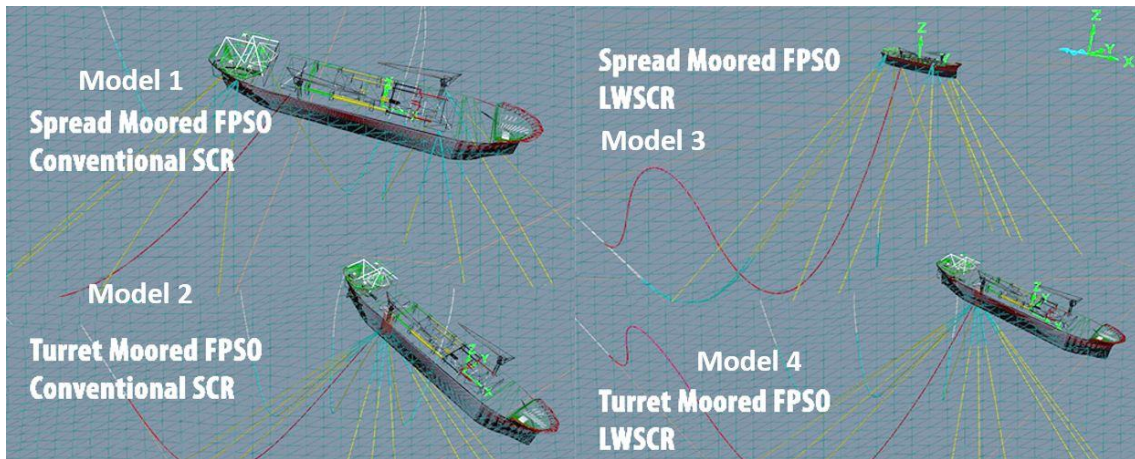 Model 1
Spread Moored FPSO
Conventional SCR
Model 2
Turret Moored FPSO
Conventional SCR
Spread Moored FPSO
LWSCR
Model 3
Model 4
Turret Moored FPSO
LWSCR
Z
Y
X
Z
Z
Y
Z
Y